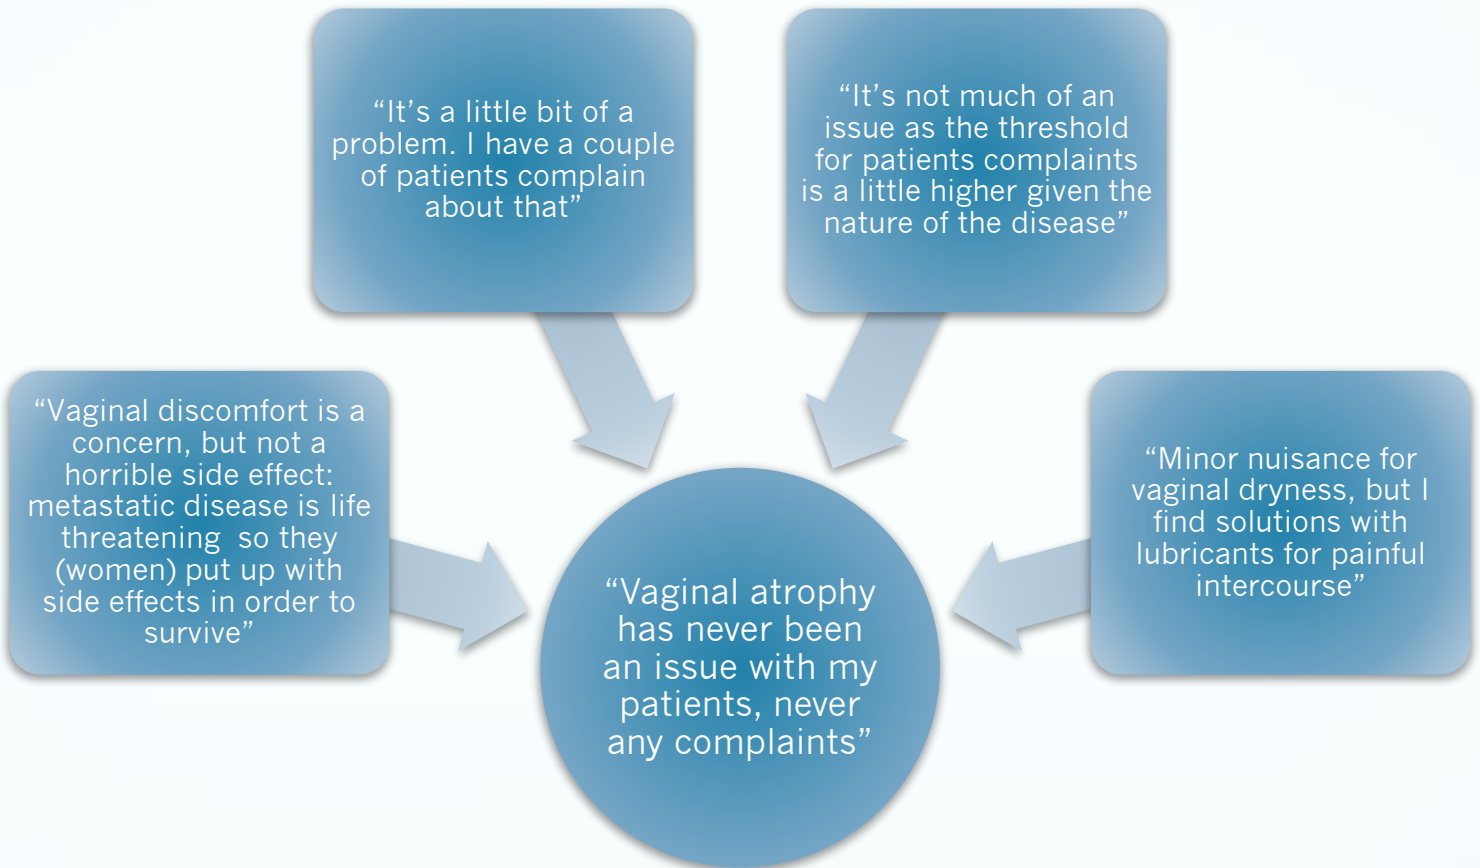 “It’s a little bit of a
problem. I have a couple
of patients complain
about that”
“It’s not much of an
issue as the threshold
for patients complaints
is a little higher given the
nature of the disease”
“Vaginal discomfort is a
concern, but not a
horrible side effect:
metastatic disease is life
threatening  so they
(women) put up with
side effects in order to
survive”
“Minor nuisance for
vaginal dryness, but I
find solutions with
lubricants for painful
intercourse”
“Vaginal atrophy
has never been
an issue with my
patients, never
any complaints”